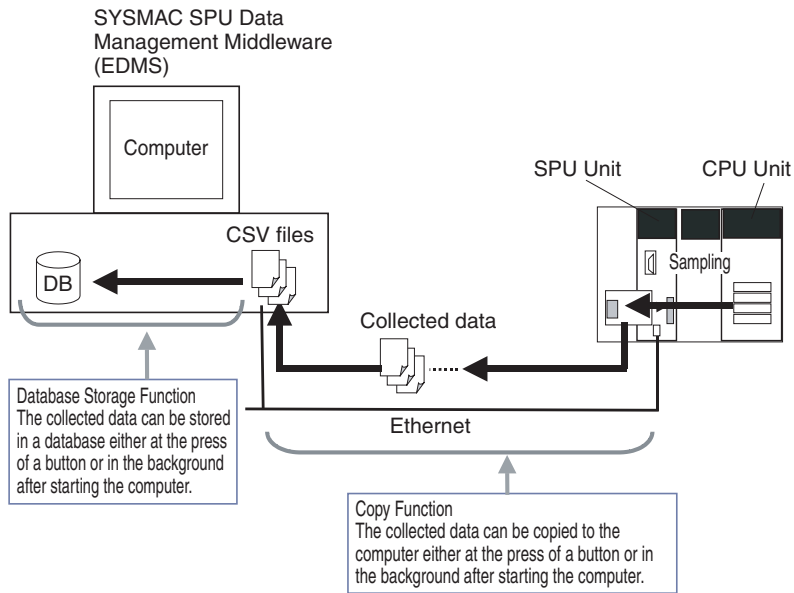 SYSMAC SPU Data
Management Middleware
(EDMS)
Computer
SPU Unit
CPU Unit
CSV files
DB
Sampling
Collected data
Ethernet
Database Storage Function
The collected data can be stored
in a database either at the press
of a button or in the background
after starting the computer.
Copy Function
The collected data can be copied to the
computer either at the press of a button or in
the background after starting the computer.